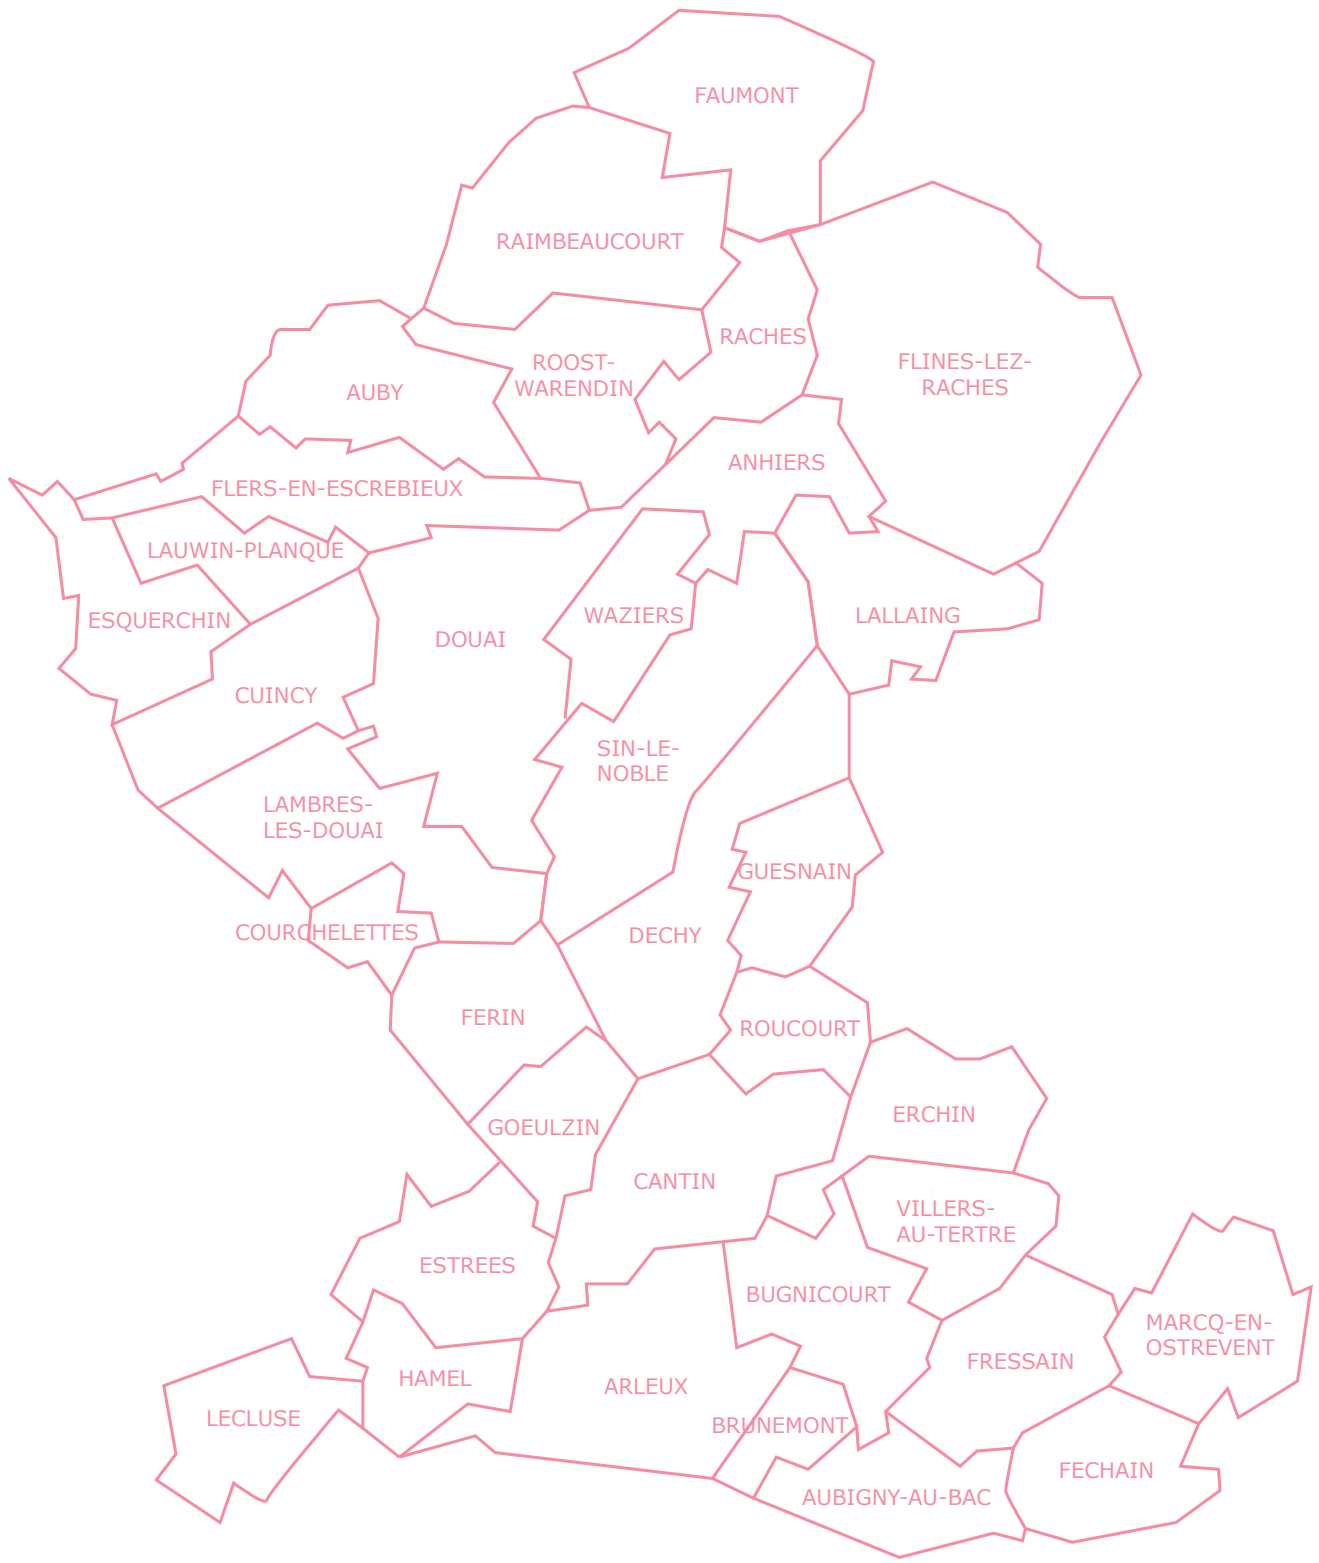 FAUMONT
RAIMBEAUCOURT
RACHES
FLINES-LEZ-
RACHES
ROOST-
WARENDIN
AUBY
ANHIERS
FLERS-EN-ESCREBIEUX
LAUWIN-PLANQUE
ESQUERCHIN
WAZIERS
LALLAING
DOUAI
CUINCY
SIN-LE-
NOBLE
LAMBRES-
LES-DOUAI
GUESNAIN
COURCHELETTES
DECHY
FERIN
ROUCOURT
ERCHIN
GOEULZIN
CANTIN
VILLERS-
AU-TERTRE
ESTREES
BUGNICOURT
MARCQ-EN-
OSTREVENT
FRESSAIN
HAMEL
ARLEUX
LECLUSE
BRUNEMONT
FECHAIN
AUBIGNY-AU-BAC